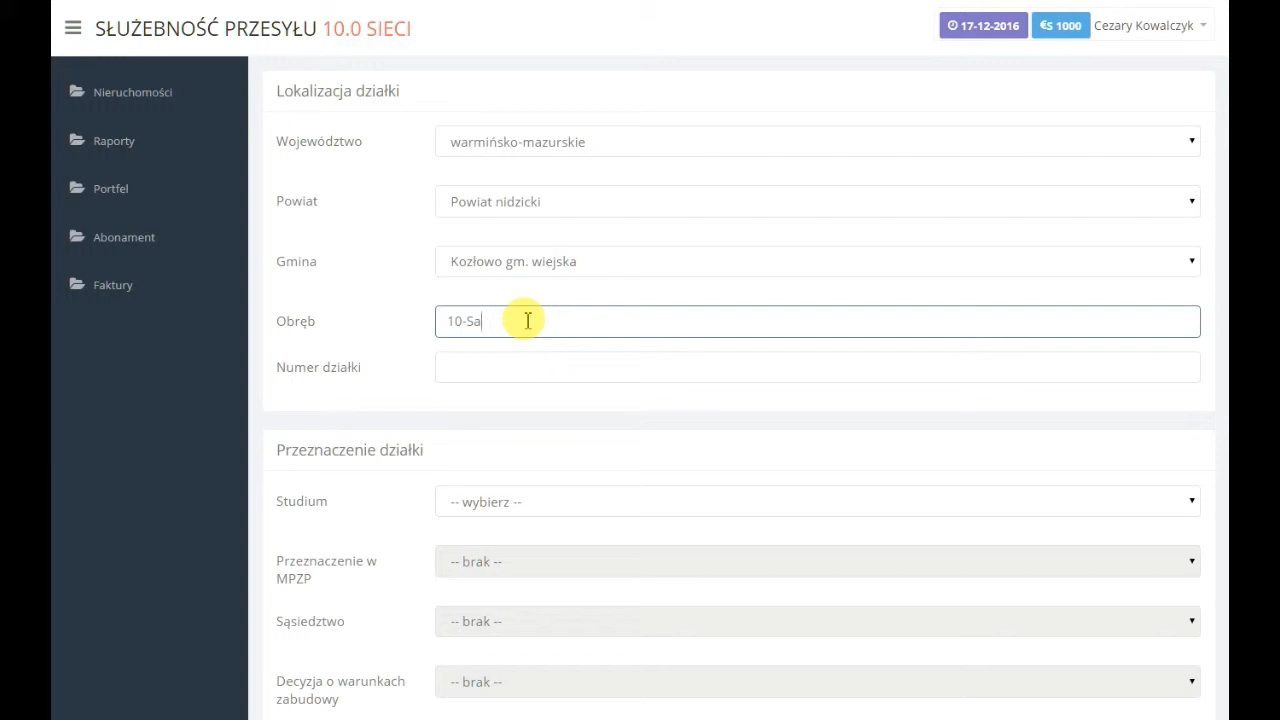 SŁUŻEBNOŚĆ PRZESYŁU 10.0 SIECI
17-12-2016
€S 1000
Cezary Kowalczyk
Nieruchomości
Raporty
Portfel
Abonament
Faktury
Lokalizacja działki
Województwo
warmińsko-mazurskie
Powiat
Powiat nidzicki
Gmina
Kozłowo gm. wiejska
Obręb
10-Sa
Numer działki
Przeznaczenie działki
Studium
-- wybierz --
Przeznaczenie w
MPZP
-- brak --
Sąsiedztwo
-- brak --
Decyzja o warunkach
zabudowy
-- brak --